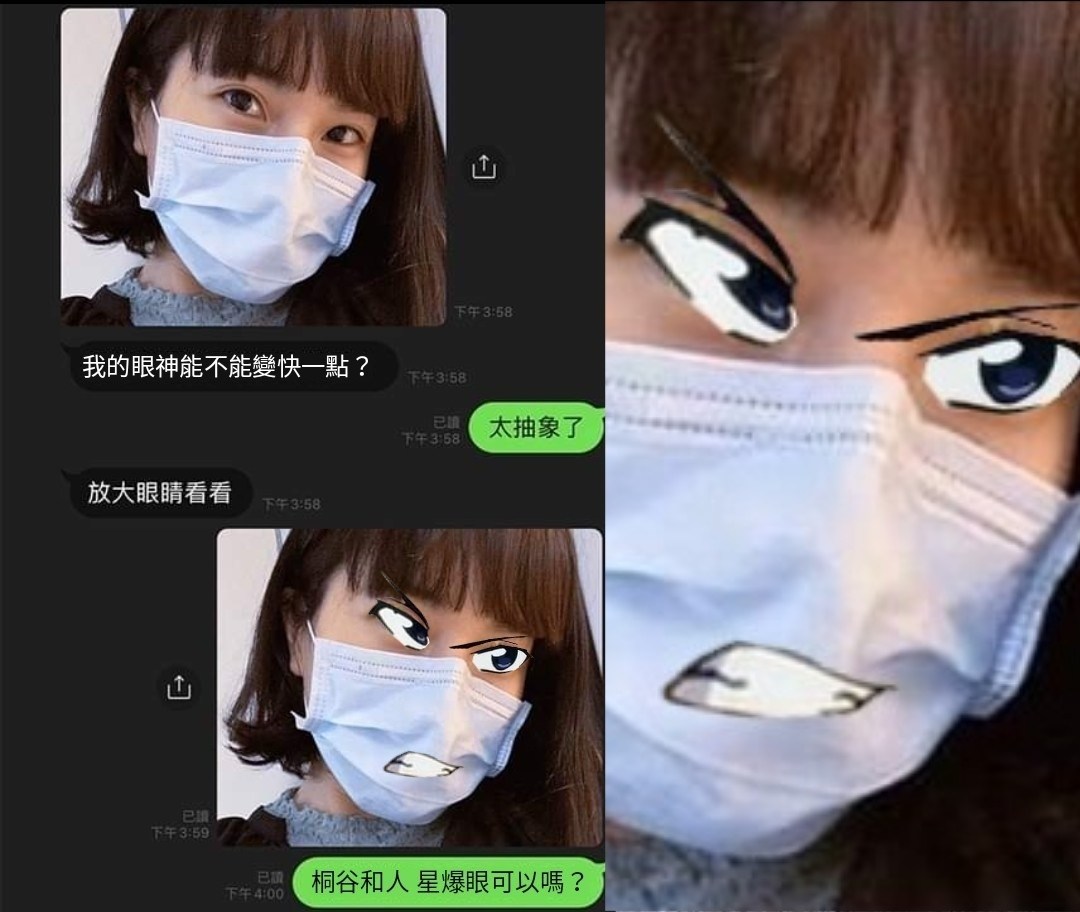 下午3:58
我的眼神能不能變快一點？
下午3:58
太抽象了
已讀
下午3:58
放大眼睛看看
下午3:58
已讀
下午3:59
桐谷和人 星爆眼可以嗎？
已讀
下午4:00